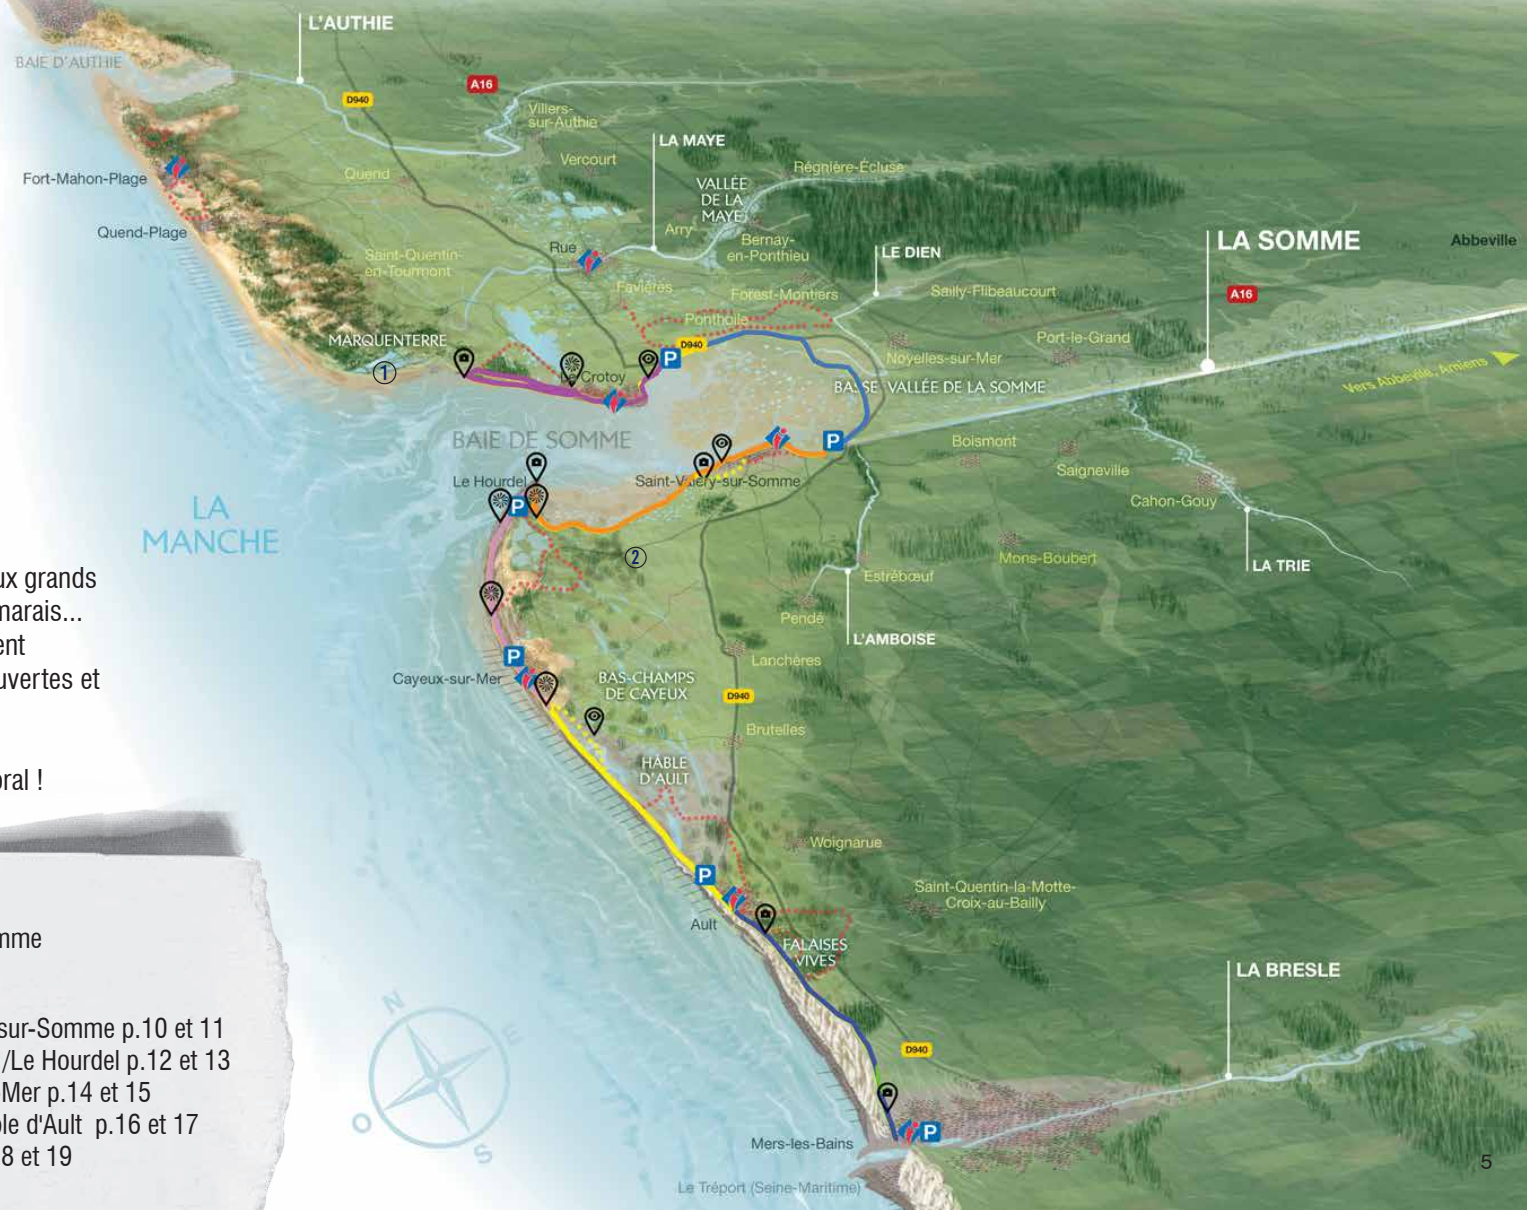 L'AUTHIE
BAIE D'AUTHIE
A16
D940
Villers-
sur-Authie
LA MAYE
Vercourt
Régnière-Écluse
Quend
Fort-Mahon-Plage
VALLÉE
DE LA
MAYE
Quend-Plage
Arry
Bernay-
en-Ponthieu
LA SOMME
Abbeville
Rue
LE DIEN
Saint-Quentin-
en-Tourmont
Favières
Forest-Montiers
Sailly-Flibeaucourt
A16
Ponthoile
MARQUENTERRE
D940
P
Port-le-Grand
Noyelles-sur-Mer
①
Le Crotoy
BASSE VALLÉE DE LA SOMME
Vers Abbeville, Amiens
BAIE DE SOMME
P
Boismont
Saigneville
Le Hourdel
Saint-Valery-sur-Somme
P
Cahon-Gouy
LA
MANCHE
②
Mons-Boubert
LA TRIE
Estrébœuf
ux grands
marais...
ent
uvertes et
Pendé
L'AMBOISE
P
Lanchères
Cayeux-sur-Mer
BAS-CHAMPS
DE CAYEUX
D940
Brutelles
HÂBLE
D'AULT
oral !
Woignarue
P
Saint-Quentin-la-Motte-
Croix-au-Bailly
Ault
FALAISES
VIVES
mme
LA BRESLE
N
E
O
S
sur-Somme p.10 et 11
/Le Hourdel p.12 et 13
Mer p.14 et 15
ble d'Ault p.16 et 17
8 et 19
D940
P
Mers-les-Bains
Le Tréport (Seine-Maritime)
5